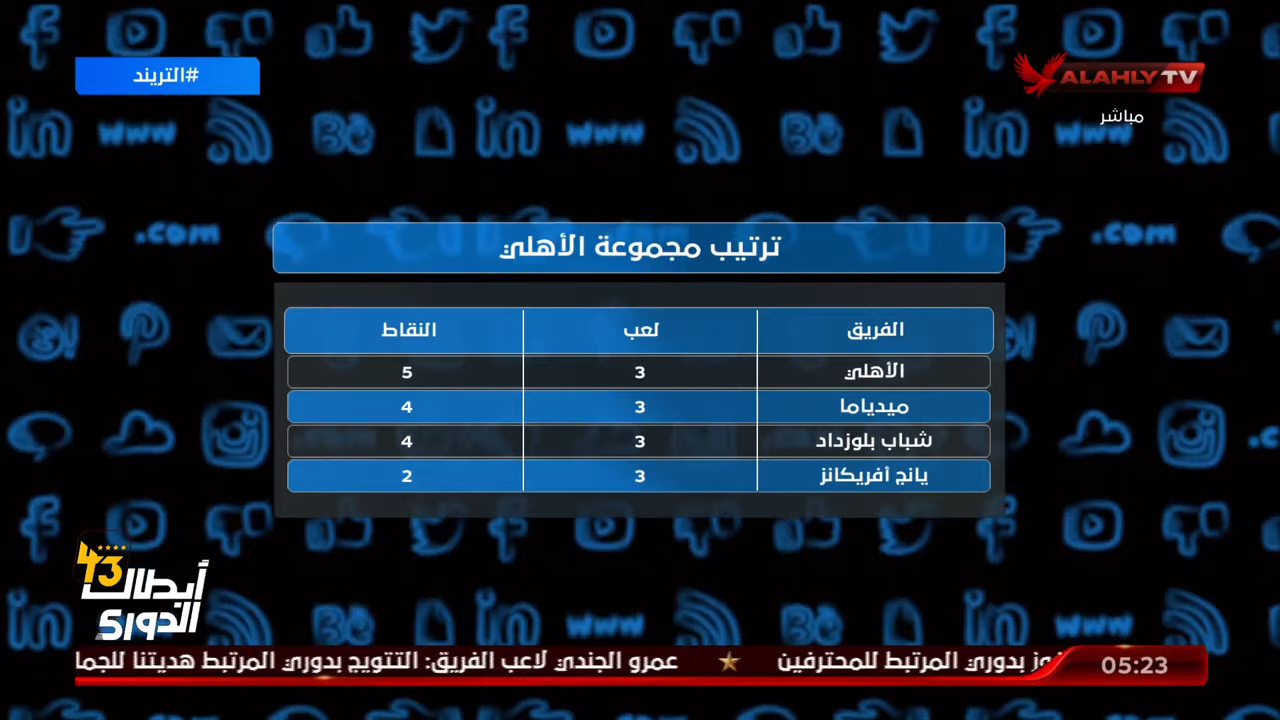 #التريند
ALAHLY TV
مباشر
ترتيب مجموعة الأهلي
الفريق لعب النقاط
الأهلي 3 5
ميدياما 3 4
شباب بلوزداد 3 4
يانج أفريكانز 3 2
43
أبطال
الدوري
05:23 وز بدوري المرتبط للمحترفين ★ عمرو الجندي لاعب الفريق: التتويج بدوري المرتبط هديتنا للجما